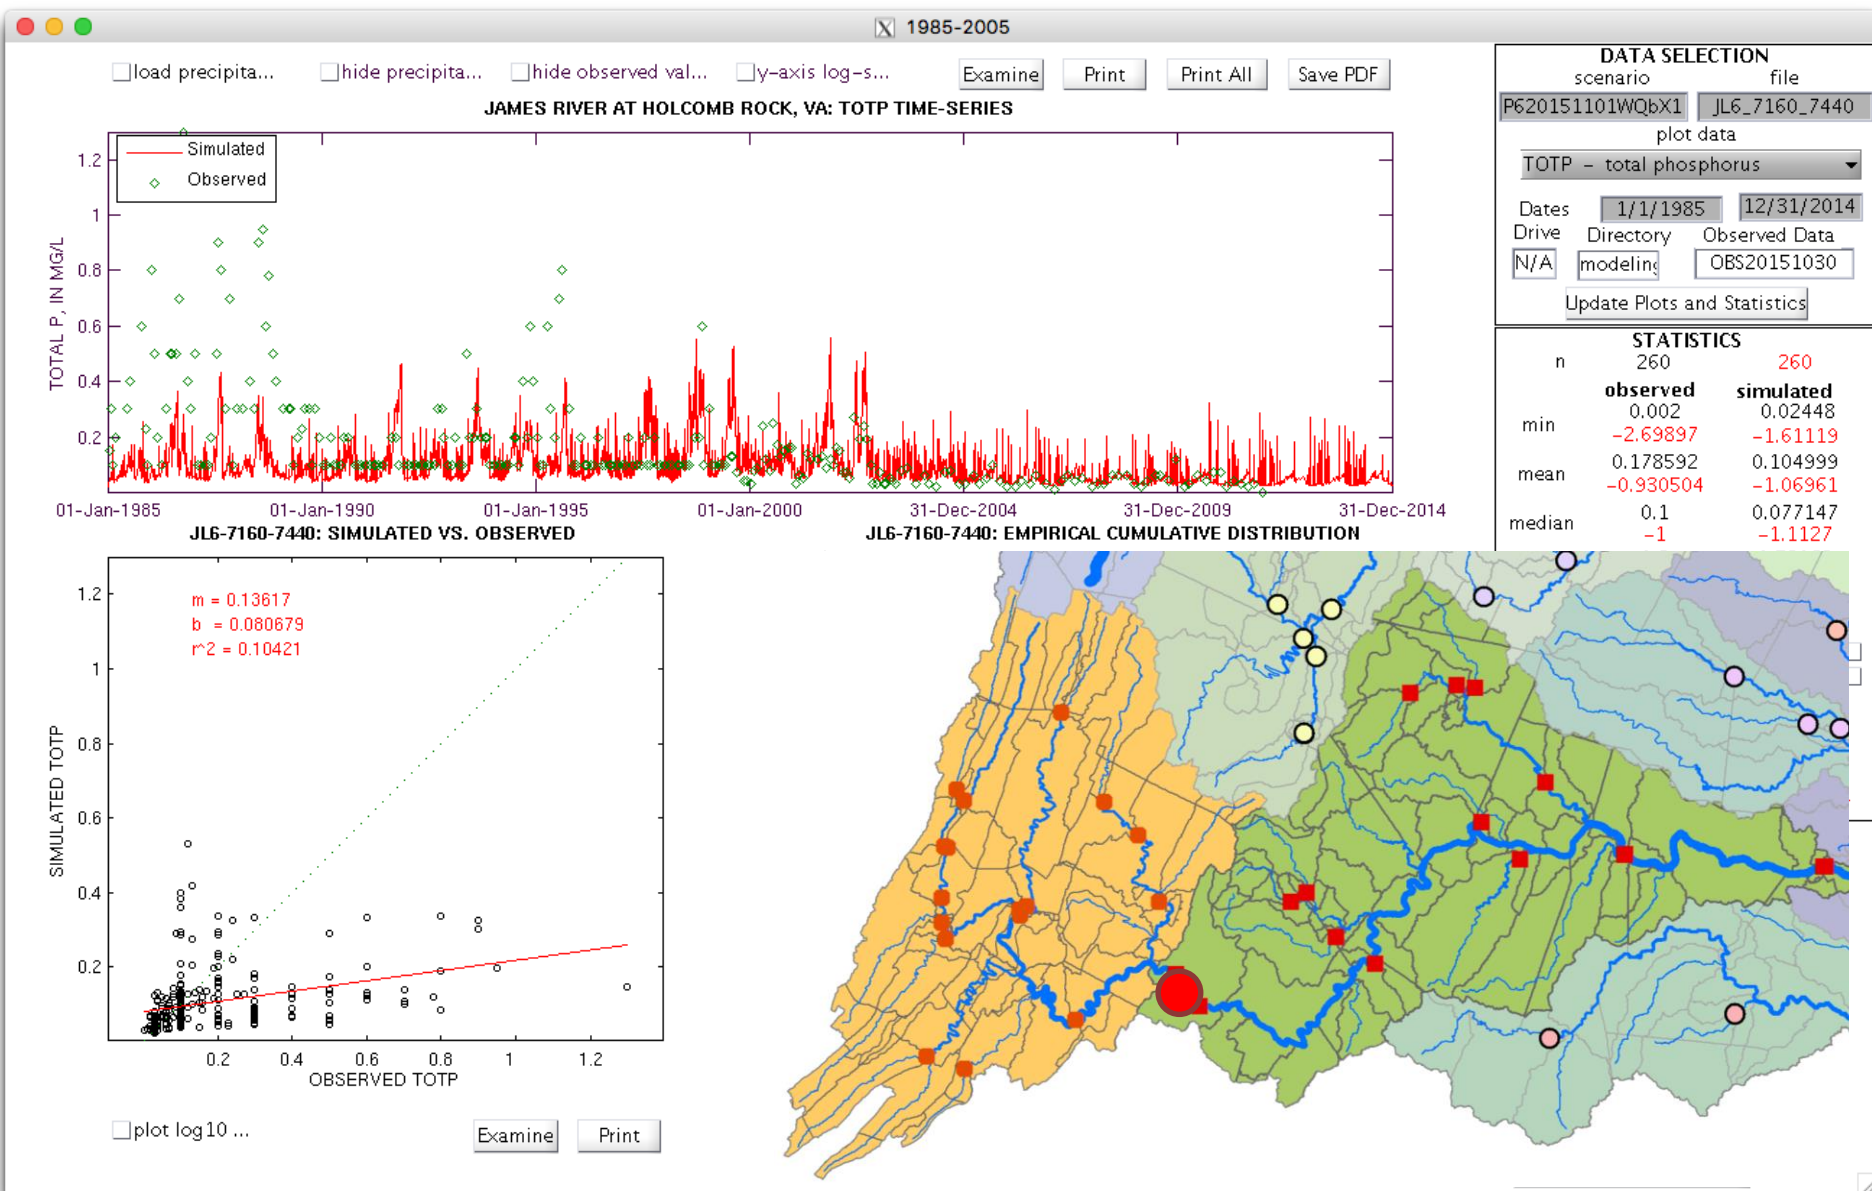 1985-2005
load precipita...
hide precipita...
hide observed val...
y-axis log-s...
Examine
Print
Print All
Save PDF
JAMES RIVER AT HOLCOMB ROCK, VA: TOTP TIME-SERIES
Simulated
Observed
TOTAL P, IN MG/L
1.2
1
0.8
0.6
0.4
0.2
01-Jan-1985
01-Jan-1990
01-Jan-1995
01-Jan-2000
31-Dec-2004
31-Dec-2009
31-Dec-2014
DATA SELECTION
scenario file
P620151101WQbX1 JL6_7160_7440
plot data
TOTP - total phosphorus
Dates 1/1/1985 12/31/2014
Drive Directory Observed Data
N/A modeling OBS20151030
Update Plots and Statistics
STATISTICS
n 260 260
observed simulated
min 0.002 0.02448
-2.69897 -1.61119
mean 0.178592 0.104999
-0.930504 -1.06961
median 0.1 0.077147
-1 -1.1127
JL6-7160-7440: SIMULATED VS. OBSERVED
m = 0.13617
b = 0.080679
r^2 = 0.10421
SIMULATED TOTP
1.2
1
0.8
0.6
0.4
0.2
0.2
0.4
0.6
0.8
1
1.2
OBSERVED TOTP
plot log10 ...
Examine
Print
JL6-7160-7440: EMPIRICAL CUMULATIVE DISTRIBUTION